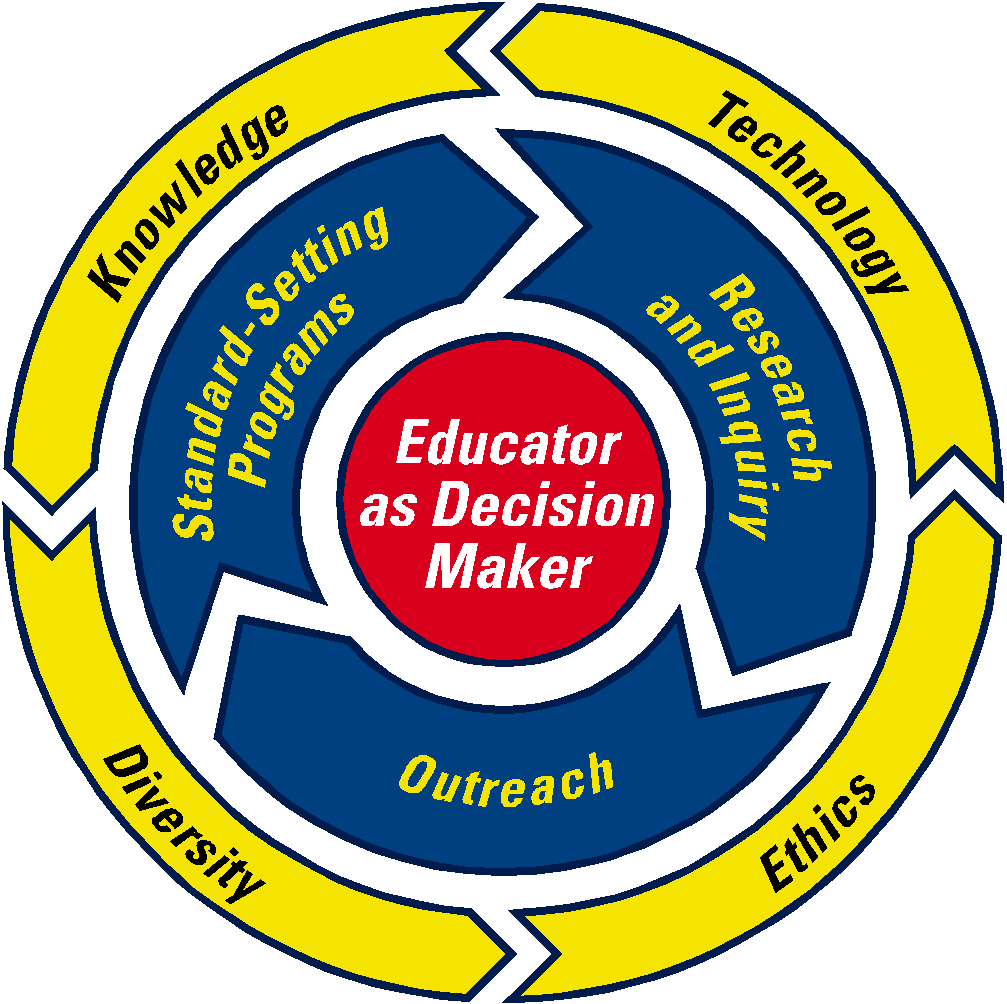 Knowledge
Technology
Standard-Setting
Programs
Research
and Inquiry
Educator
as Decision
Maker
Outreach
Diversity
Ethics